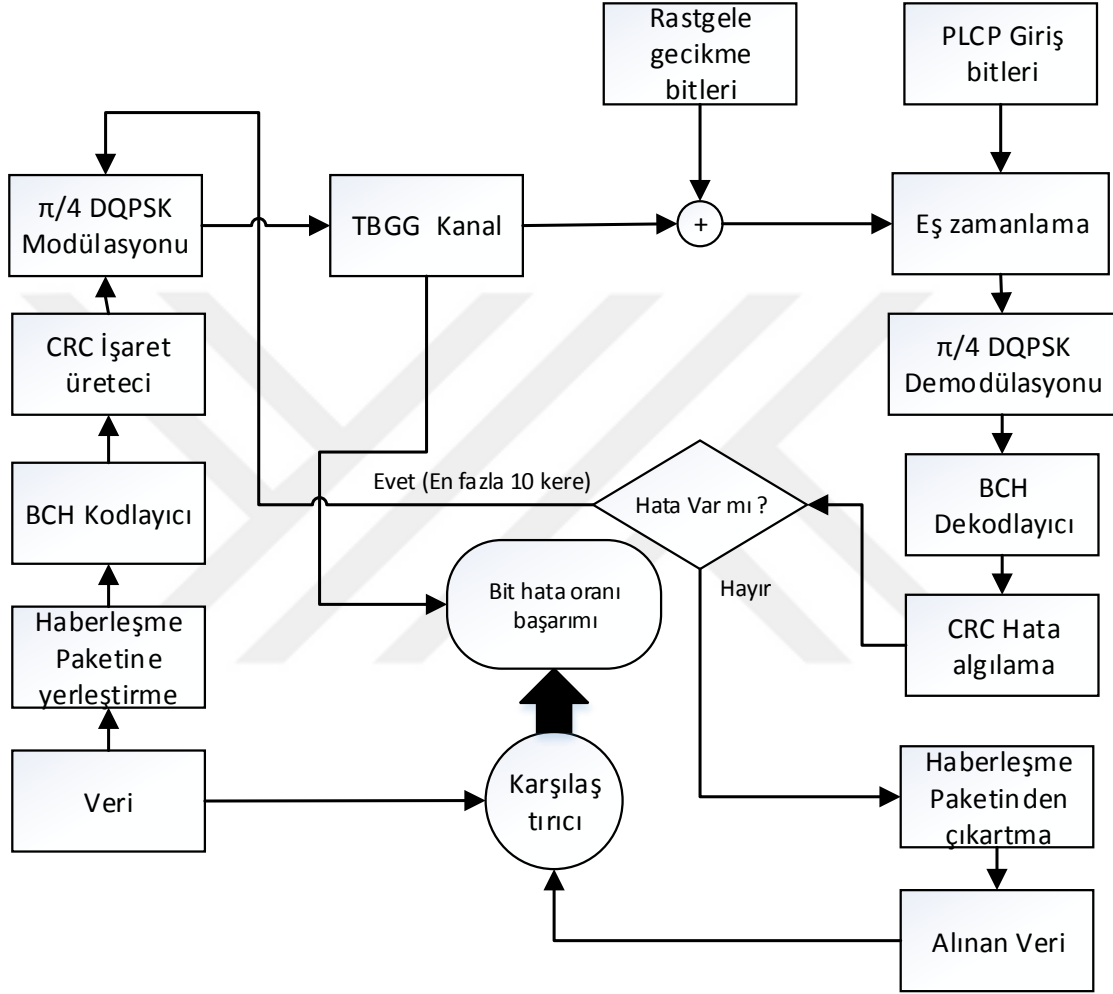 Rastgele
gecikme
bitleri
PLCP Giriş
bitleri
π/4 DQPSK
Modülasyonu
TBGG Kanal
+
Eş zamanlama
CRC İşaret
üreteci
π/4 DQPSK
Demodülasyonu
BCH Kodlayıcı
Evet (En fazla 10 kere)
Hata Var mı ?
BCH
Dekodlayıcı
Hayır
Bit hata oranı
başarımı
Haberleşme
Paketine
yerleştirme
CRC Hata
algılama
Veri
Karşılaş
tırıcı
Haberleşme
Paketinden
çıkartma
Alınan Veri